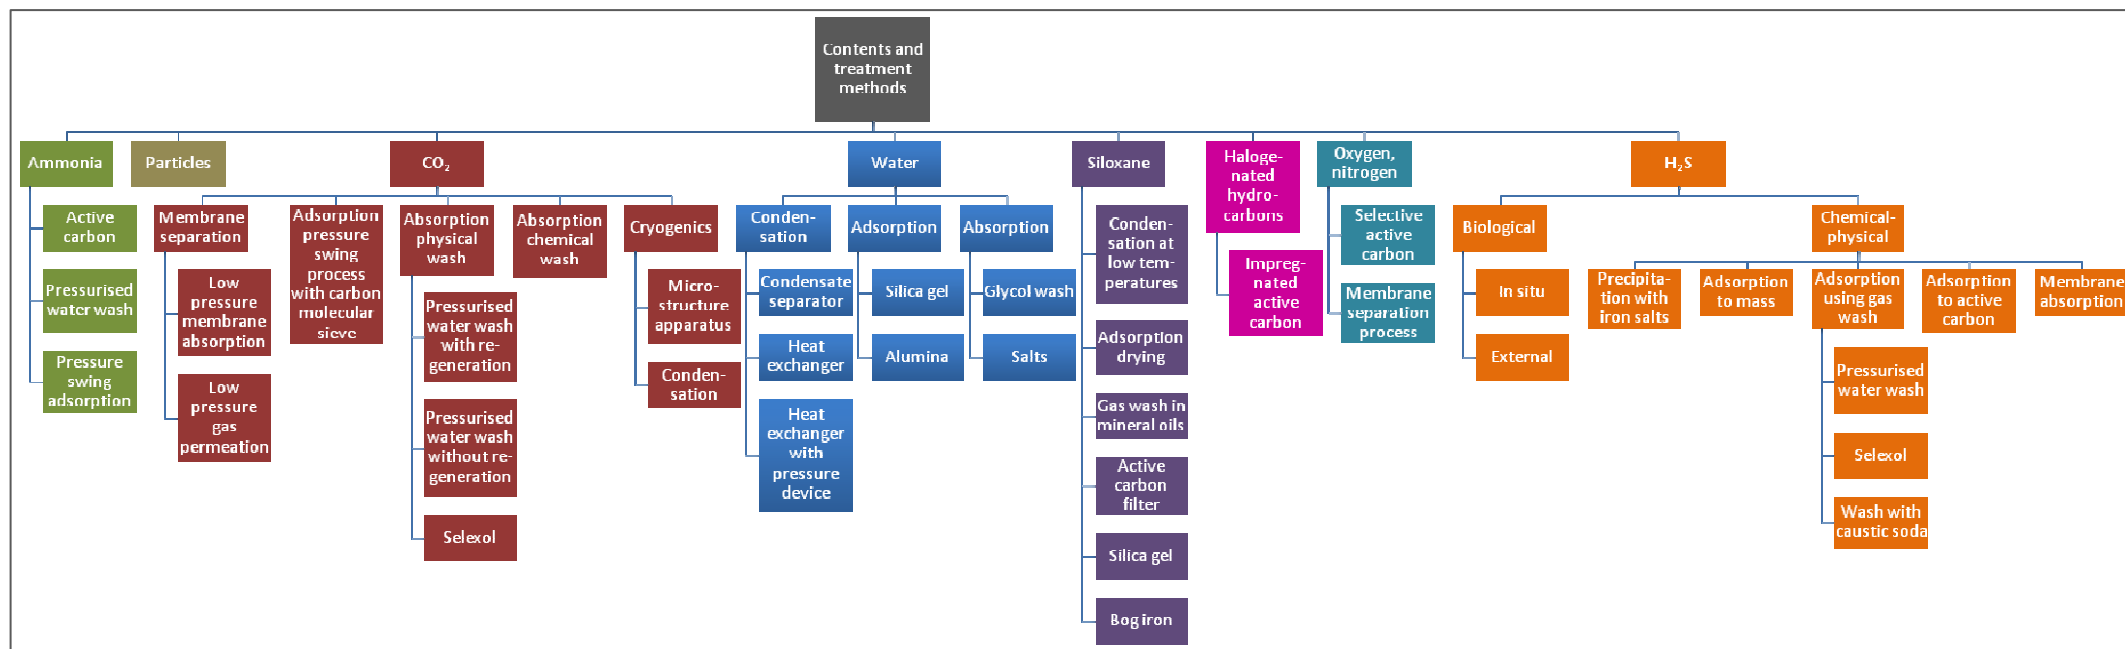 Contents and
treatment
methods
Ammonia
Active
carbon
Pressurised
water wash
Pressure
swing
adsorption
Particles
CO₂
Membrane
separation
Low
pressure
membrane
absorption
Low
pressure
gas
permeation
Adsorption
pressure
swing
process
with carbon
molecular
sieve
Absorption
physical
wash
Pressurised
water wash
with re-
generation
Pressurised
water wash
without re-
generation
Selexol
Absorption
chemical
wash
Cryogenics
Micro-
structure
apparatus
Conden-
sation
Water
Conden-
sation
Condensate
separator
Heat
exchanger
Heat
exchanger
with
pressure
device
Adsorption
Silica gel
Alumina
Absorption
Glycol wash
Salts
Siloxane
Conden-
sation at
low tem-
peratures
Adsorption
drying
Gas wash in
mineral oils
Active
carbon
filter
Silica gel
Bog iron
Haloge-
nated
hydro-
carbons
Impreg-
nated
active
carbon
Oxygen,
nitrogen
Selective
active
carbon
Membrane
separation
process
H₂S
Biological
In situ
External
Chemical-
physical
Precipita-
tion with
iron salts
Adsorption
to mass
Adsorption
using gas
wash
Pressurised
water wash
Selexol
Wash with
caustic soda
Adsorption
to active
carbon
Membrane
absorption